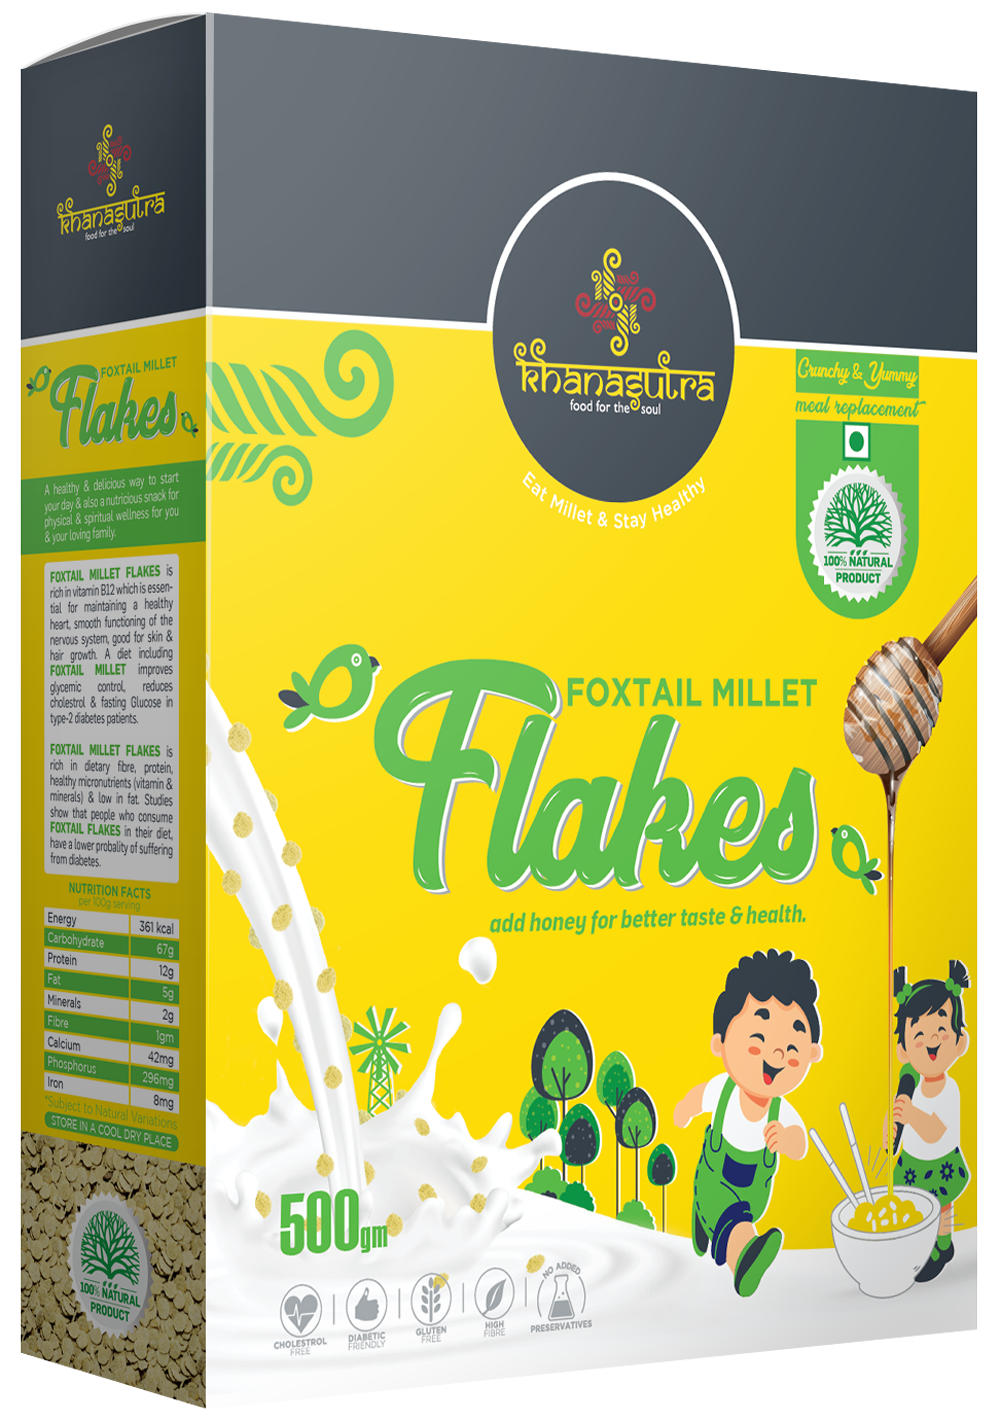 khanasutra
food for the soul
FOXTAIL MILLET
Flakes
A healthy & delicious way to start
your day & also a nutricious snack for
physical & spiritual wellness for you
& your loving family.
FOXTAIL MILLET FLAKES is
rich in vitamin B12 which is essen-
tial for maintaining a healthy
heart, smooth functioning of the
nervous system, good for skin &
hair growth. A diet including
FOXTAIL MILLET improves
glycemic control, reduces
cholestrol & fasting Glucose in
type-2 diabetes patients.
FOXTAIL MILLET FLAKES is
rich in dietary fibre, protein,
healthy micronutrients (vitamin &
minerals) & low in fat. Studies
show that people who consume
FOXTAIL FLAKES in their diet,
have a lower probality of suffering
from diabetes.
NUTRITION FACTS
per 100g serving
Energy 361 kcal
Carbohydrate 67g
Protein 12g
Fat 5g
Minerals 2g
Fibre 1gm
Calcium 42mg
Phosphorus 296mg
Iron 8mg
*Subject to Natural Variations
STORE IN A COOL DRY PLACE
100% NATURAL
PRODUCT
khanasutra
food for the soul
Eat Millet & Stay Healthy
Crunchy & Yummy
meal replacement
100% NATURAL
PRODUCT
FOXTAIL MILLET
Flakes
add honey for better taste & health.
500gm
CHOLESTROL
FREE
DIABETIC
FRIENDLY
GLUTEN
FREE
HIGH
FIBRE
NO ADDED
PRESERVATIVES